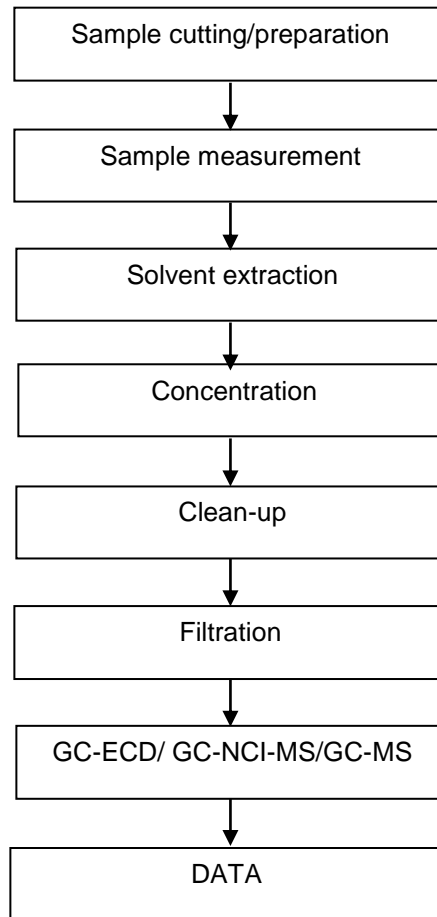 Sample cutting/preparation
Sample measurement
Solvent extraction
Concentration
Clean-up
Filtration
GC-ECD/ GC-NCI-MS/GC-MS
DATA